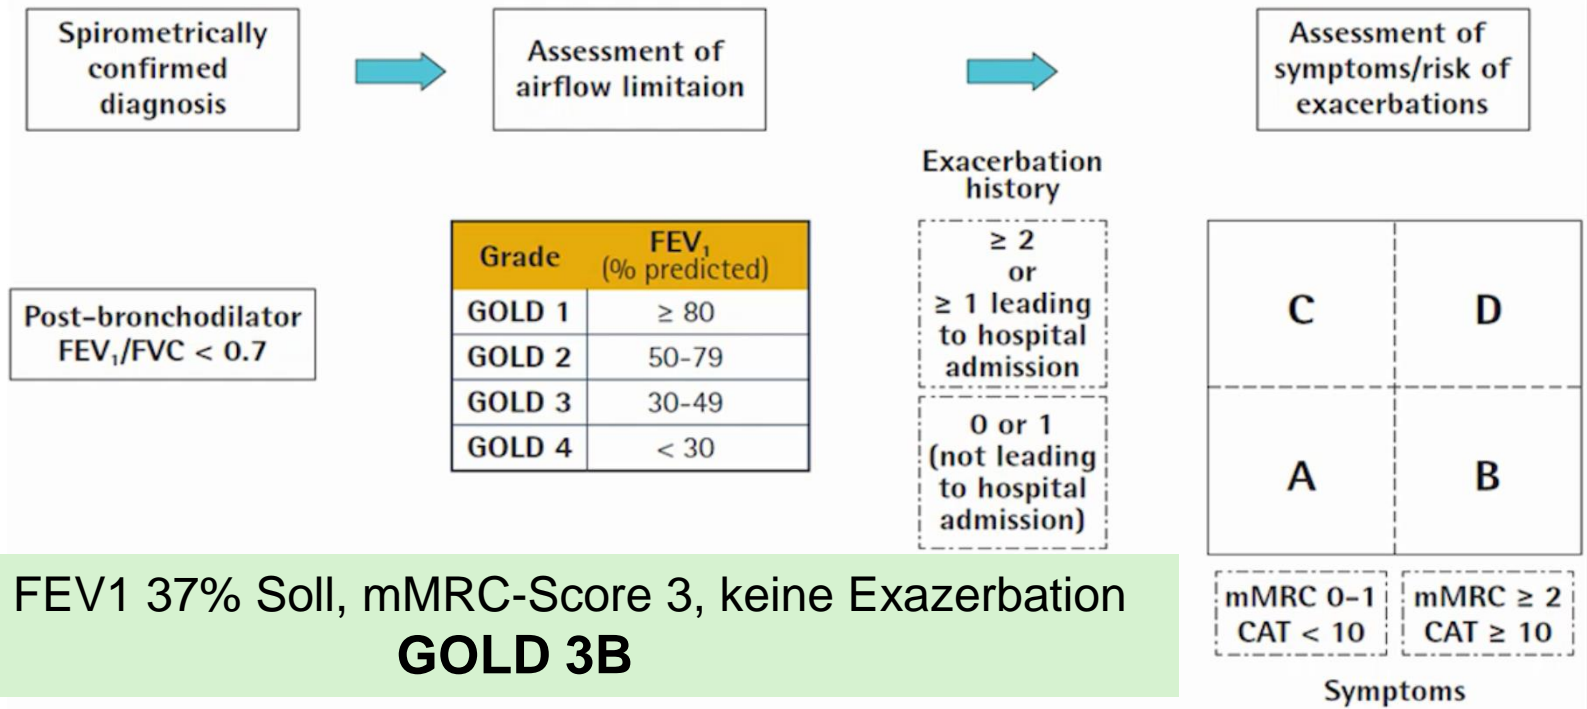 Spirometrically
confirmed
diagnosis
Assessment of
airflow limitaion
Assessment of
symptoms/risk of
exacerbations
Post-bronchodilator
FEV₁/FVC < 0.7
Grade
FEV₁
(% predicted)
GOLD 1 ≥ 80
GOLD 2 50-79
GOLD 3 30-49
GOLD 4 < 30
Exacerbation
history
≥ 2
or
≥ 1 leading
to hospital
admission
0 or 1
(not leading
to hospital
admission)
C D
A B
mMRC 0-1
CAT < 10
mMRC ≥ 2
CAT ≥ 10
Symptoms
FEV1 37% Soll, mMRC-Score 3, keine Exazerbation
GOLD 3B